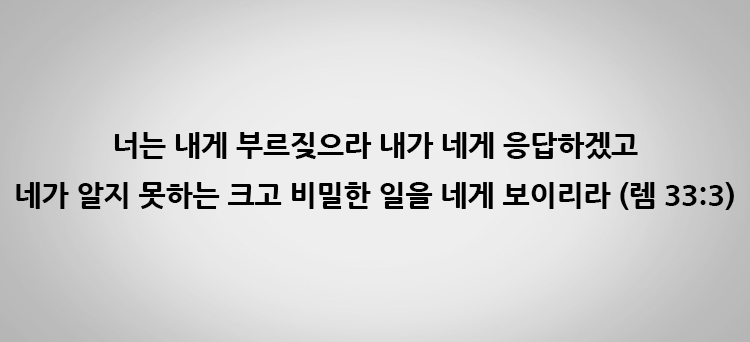 너는 내게 부르짖으라 내가 네게 응답하겠고
네가 알지 못하는 크고 비밀한 일을 네게 보이리라 (렘 33:3)